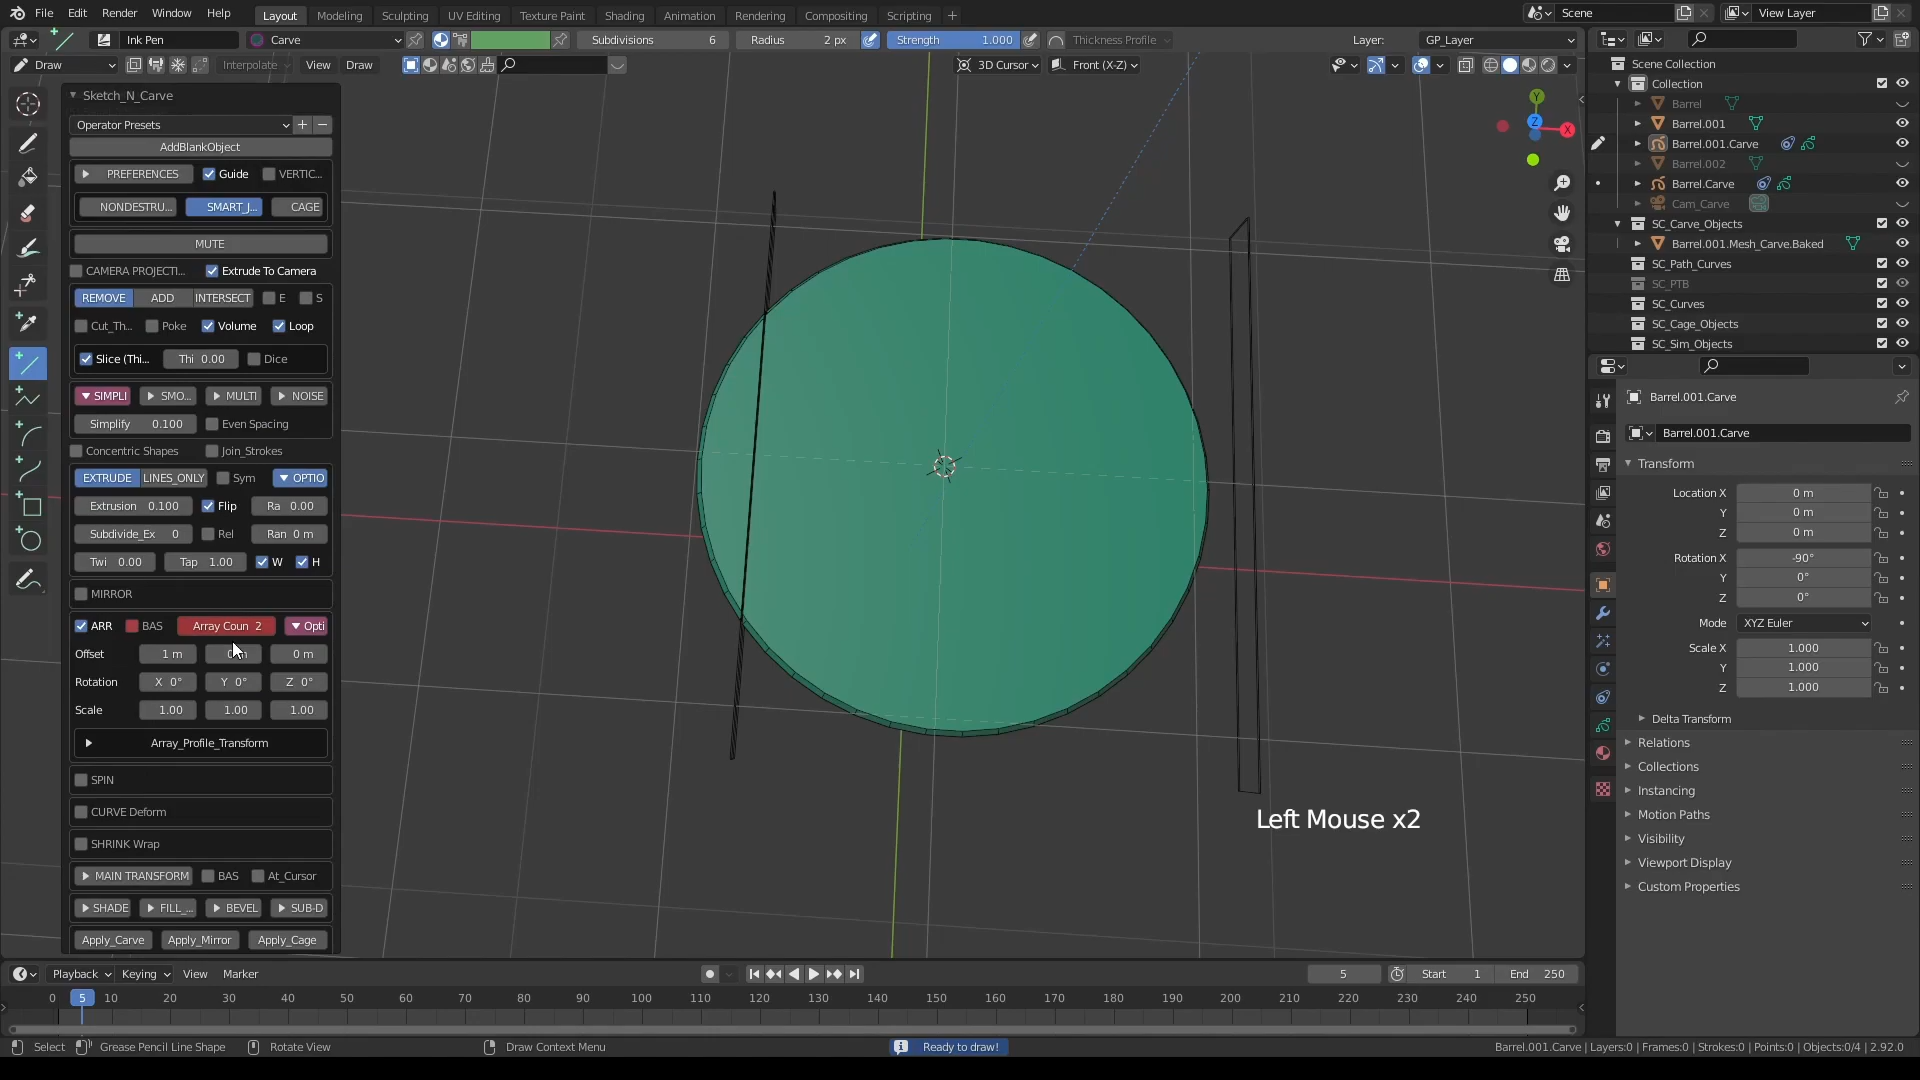 File Edit Render Window Help Layout Modeling Sculpting UV Editing Texture Paint Shading Animation Rendering Compositing Scripting + Scene View Layer
Ink Pen Carve Subdivisions 6 Radius 2 px Strength 1.000 Thickness Profile Layer: GP_Layer
Draw Interpolate View Draw 3D Cursor Front (X-Z)
Sketch_N_Carve
Operator Presets
AddBlankObject
PREFERENCES Guide VERTIC...
NONDESTRU... SMART_J... CAGE
MUTE
CAMERA PROJECTI... Extrude To Camera
REMOVE ADD INTERSECT E S
Cut_Th... Poke Volume Loop
Slice (Thi... Thi 0.00 Dice
SIMPLI SMO... MULTI NOISE
Simplify 0.100 Even Spacing
Concentric Shapes Join_Strokes
EXTRUDE LINES_ONLY Sym OPTIO
Extrusion 0.100 Flip Ra 0.00
Subdivide_Ex 0 Rel Ran 0 m
Twi 0.00 Tap 1.00 W H
MIRROR
ARR BAS Array Coun 2 Opti
Offset 1 m 0 m
Rotation X 0° Y 0° Z 0°
Scale 1.00 1.00 1.00
Array_Profile_Transform
SPIN
CURVE Deform
SHRINK Wrap
MAIN TRANSFORM BAS At_Cursor
SHADE FILL_... BEVEL SUB-D
Apply_Carve Apply_Mirror Apply_Cage
Y
Z
X
Left Mouse x2
Scene Collection
Collection
Barrel
Barrel.001
Barrel.001.Carve
Barrel.002
Barrel.Carve
Cam_Carve
SC_Carve_Objects
Barrel.001.Mesh_Carve.Baked
SC_Path_Curves
SC_PTB
SC_Curves
SC_Cage_Objects
SC_Sim_Objects
Barrel.001.Carve
Barrel.001.Carve
Transform
Location X 0 m
Y 0 m
Z 0 m
Rotation X -90°
Y 0°
Z 0°
Mode XYZ Euler
Scale X 1.000
Y 1.000
Z 1.000
Delta Transform
Relations
Collections
Instancing
Motion Paths
Visibility
Viewport Display
Custom Properties
Playback Keying View Marker 5 Start 1 End 250
0 5 10 20 30 40 50 60 70 80 90 100 110 120 130 140 150 160 170 180 190 200 210 220 230 240 250
Select Grease Pencil Line Shape Rotate View Draw Context Menu Ready to draw! Barrel.001.Carve | Layers:0 | Frames:0 | Strokes:0 | Points:0 | Objects:0/4 | 2.92.0